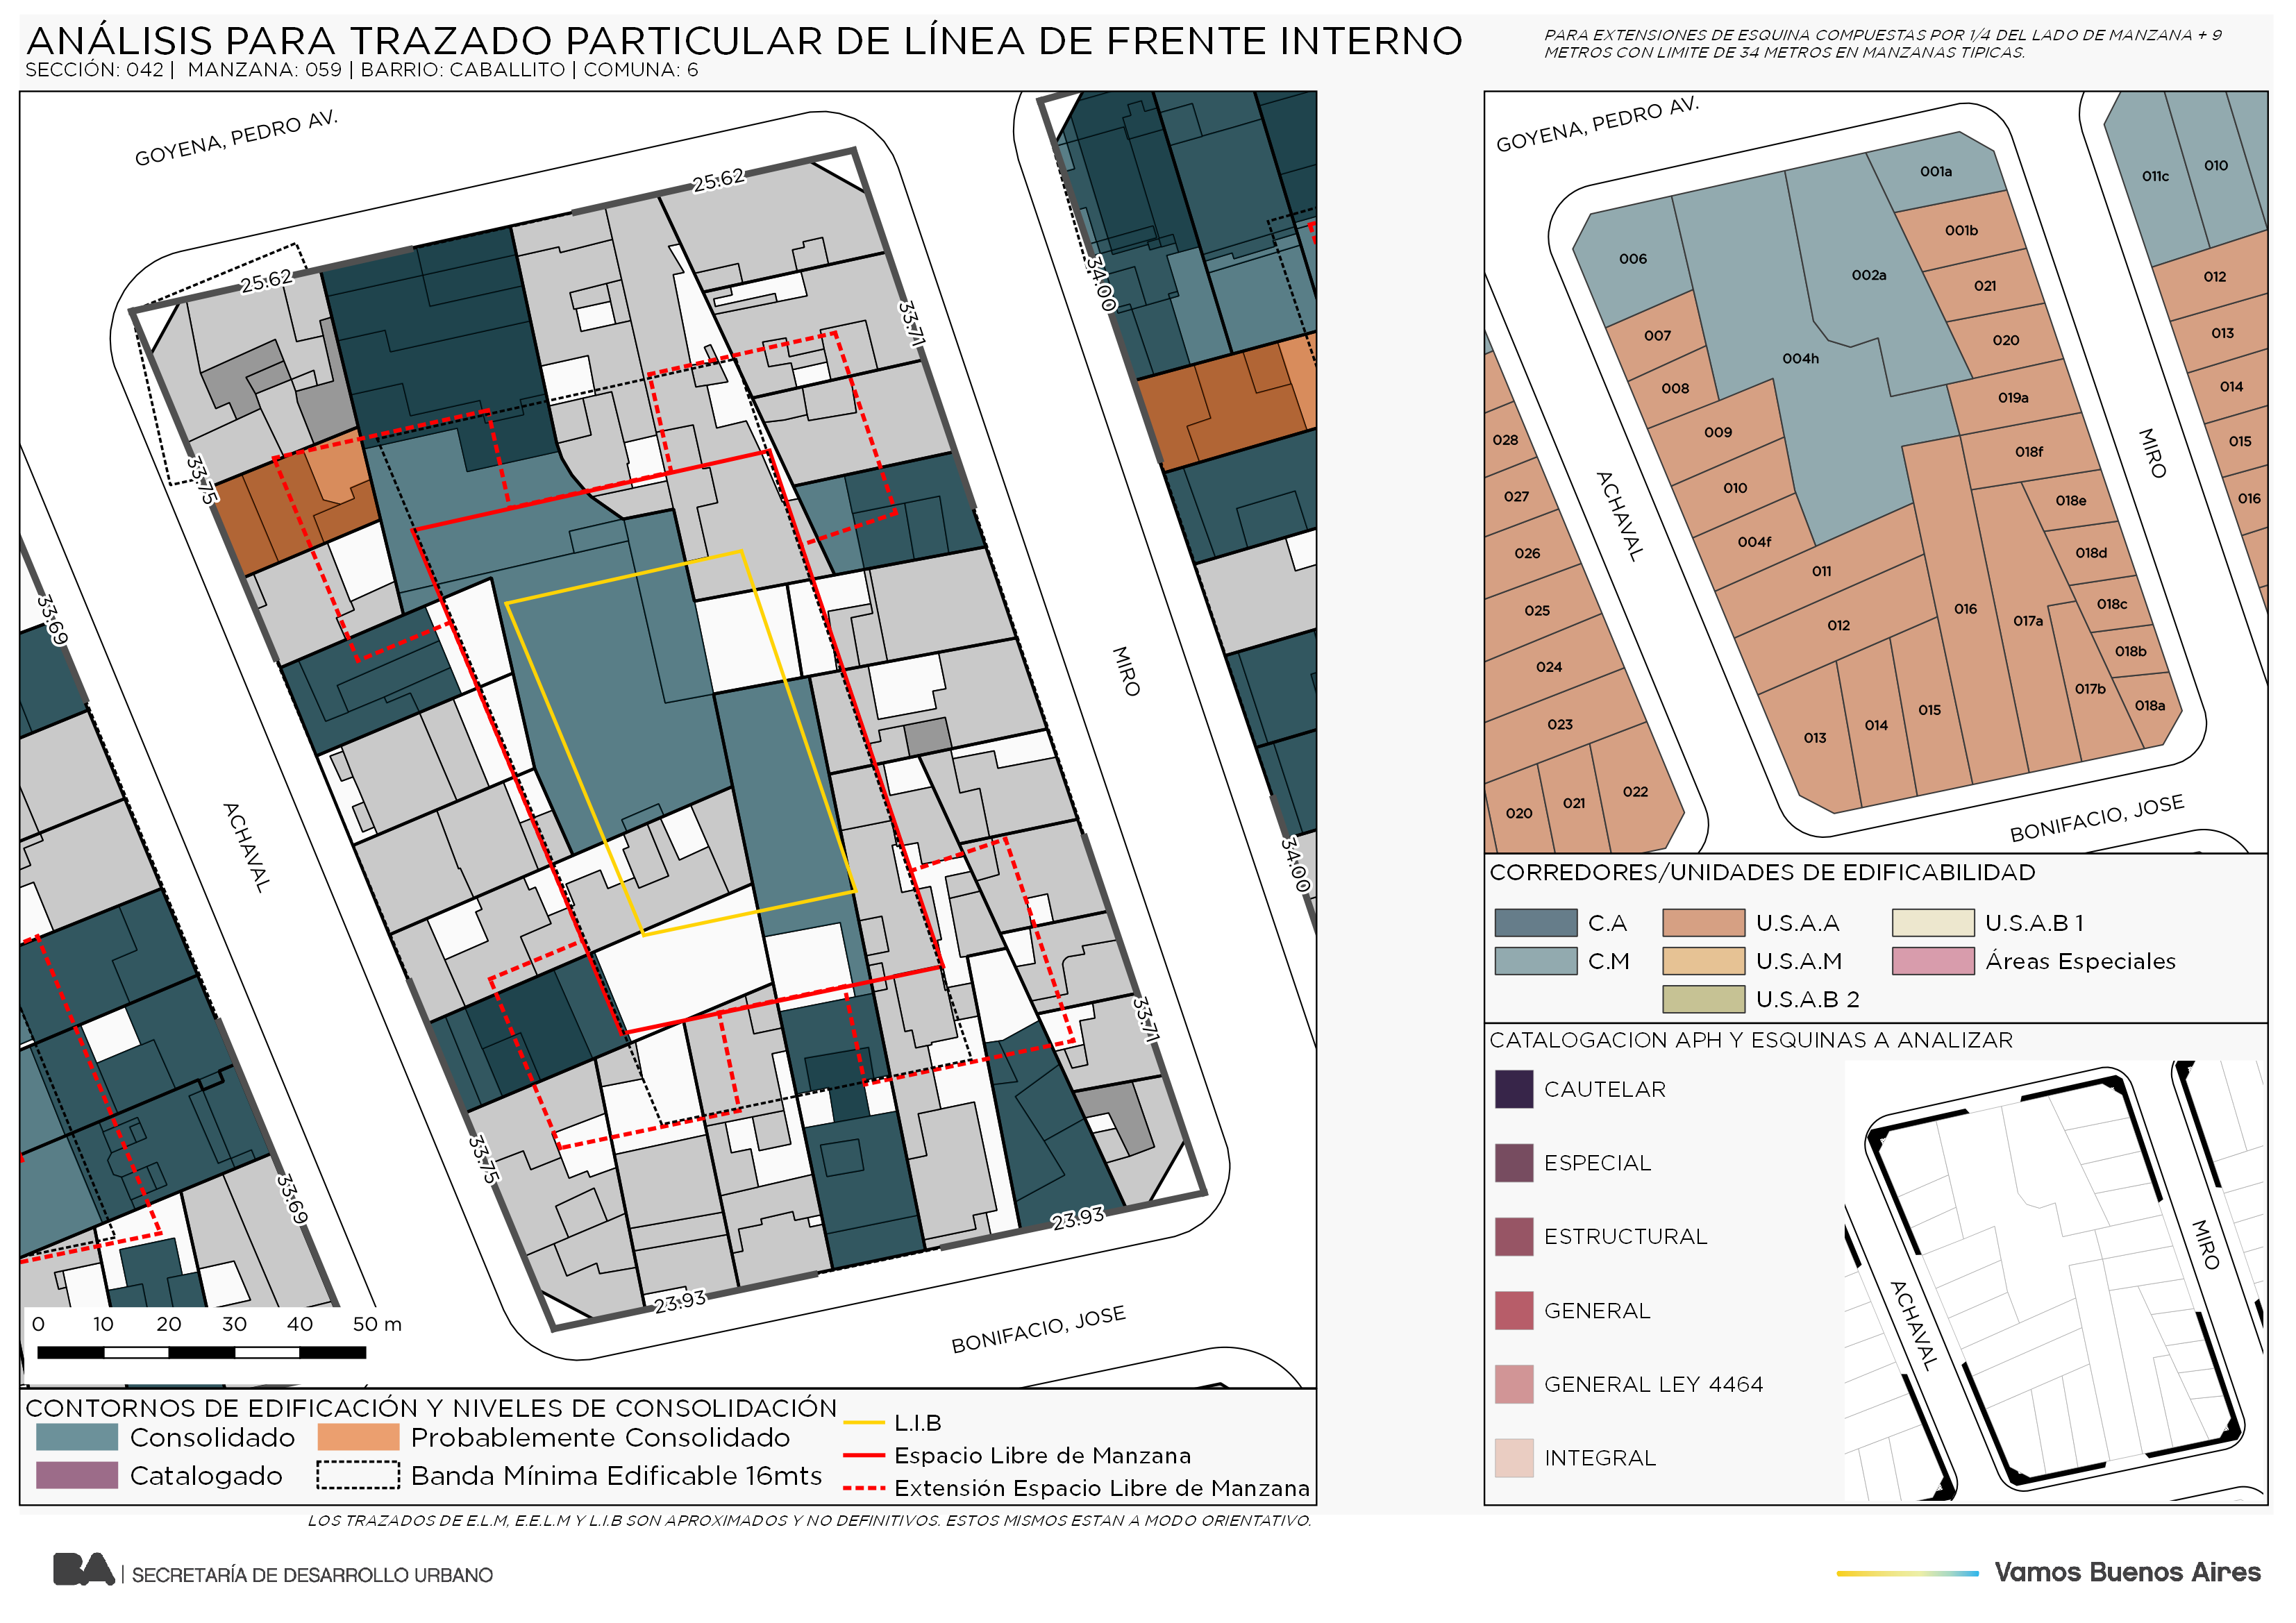 ANÁLISIS PARA TRAZADO PARTICULAR DE LÍNEA DE FRENTE INTERNO
SECCIÓN: 042 | MANZANA: 059 | BARRIO: CABALLITO | COMUNA: 6
PARA EXTENSIONES DE ESQUINA COMPUESTAS POR 1/4 DEL LADO DE MANZANA + 9
METROS CON LIMITE DE 34 METROS EN MANZANAS TIPICAS.
GOYENA, PEDRO AV.
25.62
25.62
34.00
33.71
33.75
33.69
MIRO
ACHAVAL
34.00
33.71
33.75
33.69
23.93
23.93
BONIFACIO, JOSE
0 10 20 30 40 50 m
CONTORNOS DE EDIFICACIÓN Y NIVELES DE CONSOLIDACIÓN
Consolidado
Probablemente Consolidado
Catalogado
Banda Mínima Edificable 16mts
L.I.B
Espacio Libre de Manzana
Extensión Espacio Libre de Manzana
GOYENA, PEDRO AV.
001a
011c
010
006
001b
002a
021
012
007
020
013
004h
008
019a
014
009
028
018f
015
MIRO
010
027
018e
016
ACHAVAL
004f
026
018d
011
025
016
018c
012
017a
024
018b
017b
023
013
014
015
018a
020
021
022
BONIFACIO, JOSE
CORREDORES/UNIDADES DE EDIFICABILIDAD
C.A
U.S.A.A
U.S.A.B 1
C.M
U.S.A.M
Áreas Especiales
U.S.A.B 2
CATALOGACION APH Y ESQUINAS A ANALIZAR
CAUTELAR
ESPECIAL
ESTRUCTURAL
GENERAL
GENERAL LEY 4464
INTEGRAL
MIRO
ACHAVAL
LOS TRAZADOS DE E.L.M, E.E.L.M Y L.I.B SON APROXIMADOS Y NO DEFINITIVOS. ESTOS MISMOS ESTAN A MODO ORIENTATIVO.
BA | SECRETARÍA DE DESARROLLO URBANO
Vamos Buenos Aires